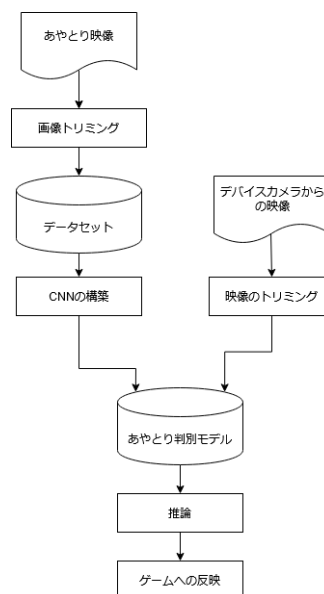 あやとり映像
画像トリミング
データセット
デバイスカメラから
の映像
CNNの構築
映像のトリミング
あやとり判別モデル
推論
ゲームへの反映